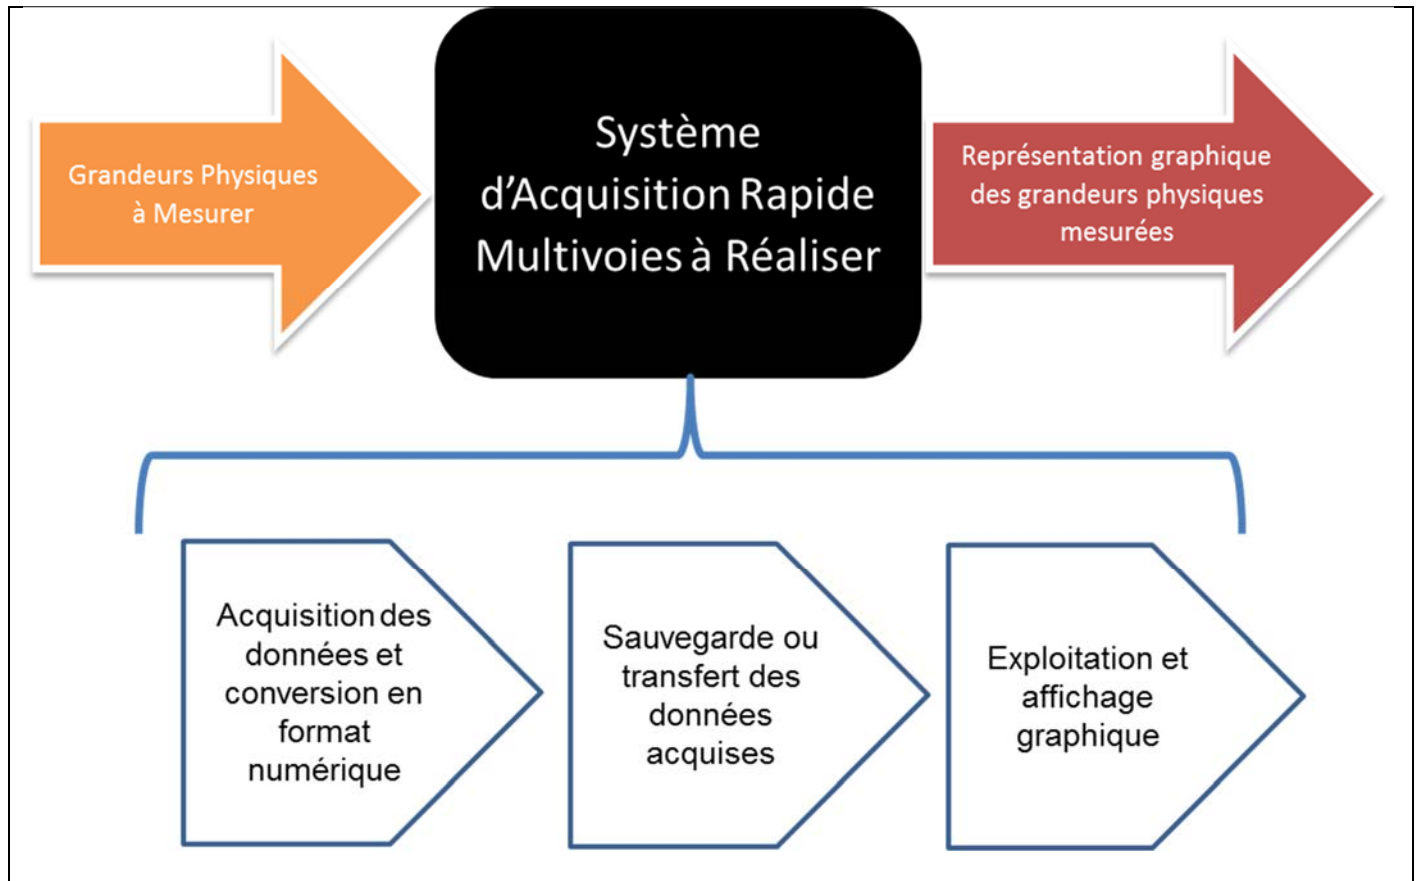 Grandeurs Physiques
à Mesurer
Système
d'Acquisition Rapide
Multivoies à Réaliser
Représentation graphique
des grandeurs physiques
mesurées
Acquisition des
données et
conversion en
format
numérique
Sauvegarde ou
transfert des
données
acquises
Exploitation et
affichage
graphique